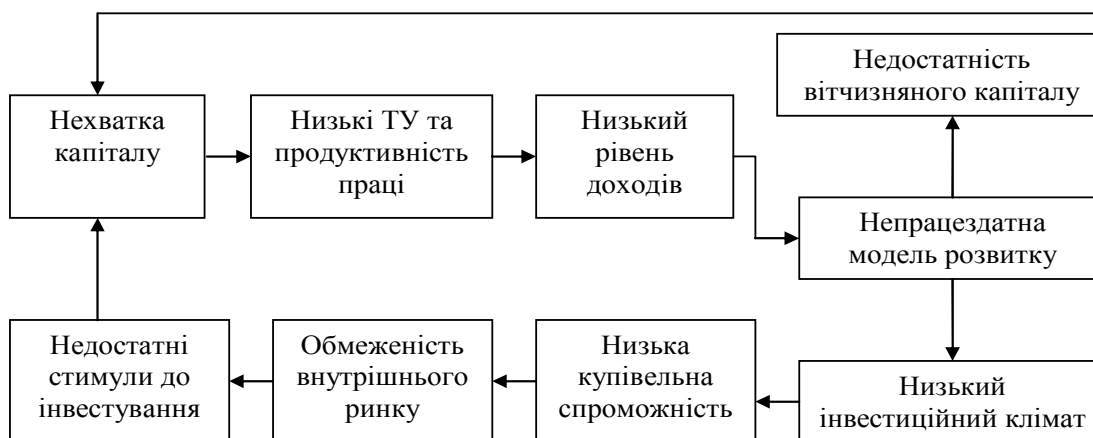 Недостатність
вітчизняного капіталу
Нехватка
капіталу
Низькі ТУ та
продуктивність
праці
Низький
рівень
доходів
Непрацездатна
модель розвитку
Недостатні
стимули до
інвестування
Обмеженість
внутрішнього
ринку
Низька
купівельна
спроможність
Низький
інвестиційний клімат